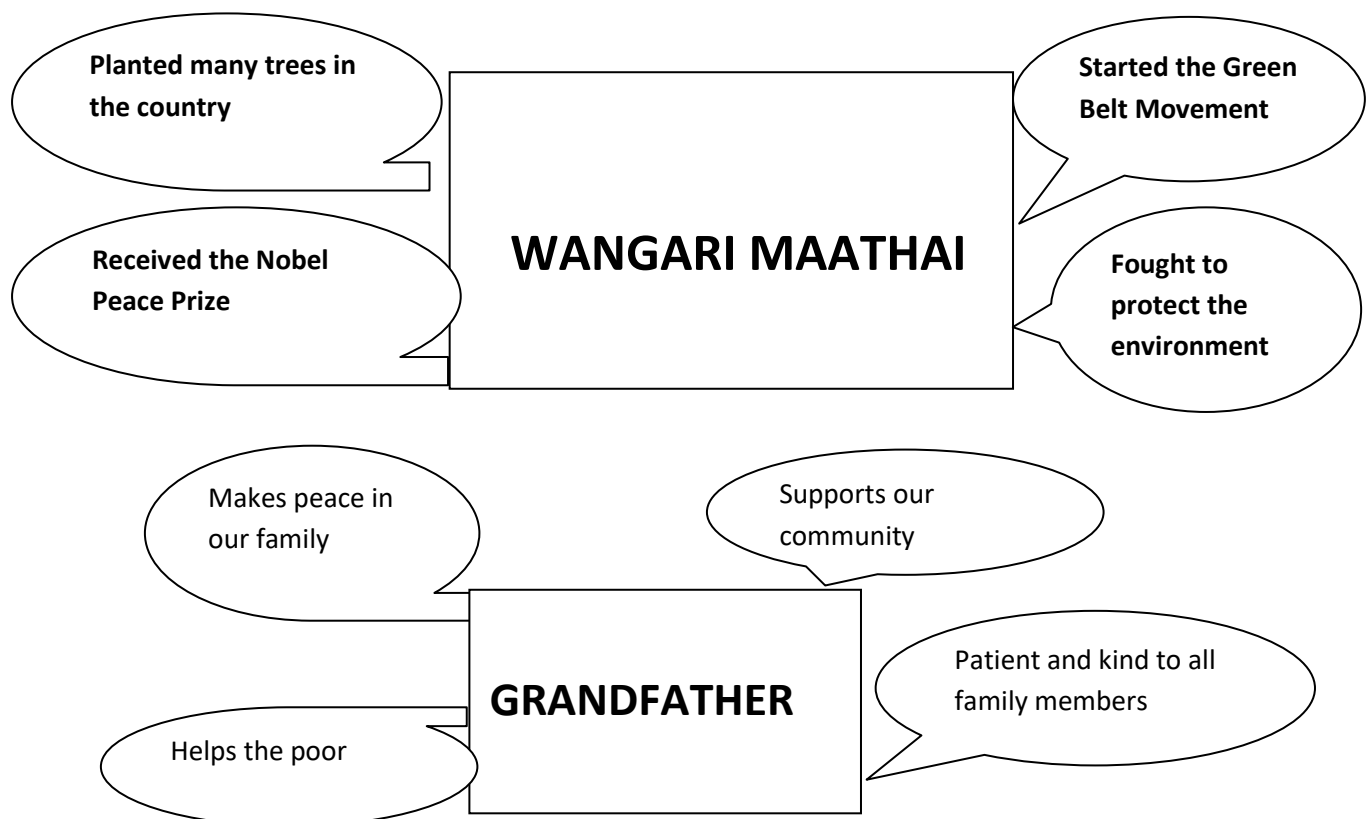 Planted many trees in
the country
Started the Green
Belt Movement
WANGARI MAATHAI
Received the Nobel
Peace Prize
Fought to
protect the
environment
Makes peace in
our family
Supports our
community
GRANDFATHER
Patient and kind to all
family members
Helps the poor